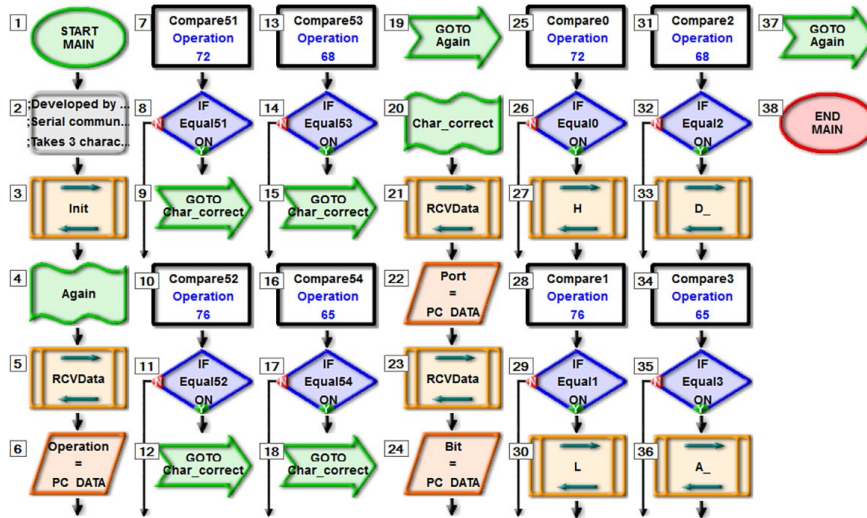 1
START
MAIN
2
;Developed by ...
;Serial commun...
;Takes 3 charac...
3
Init
4
Again
5
RCVData
6
Operation
=
PC DATA
7
Compare51
Operation
72
8
IF
Equal51
ON
N
Y
9
GOTO
Char_correct
10
Compare52
Operation
76
11
IF
Equal52
ON
N
Y
12
GOTO
Char_correct
13
Compare53
Operation
68
14
IF
Equal53
ON
N
Y
15
GOTO
Char_correct
16
Compare54
Operation
65
17
IF
Equal54
ON
N
Y
18
GOTO
Char_correct
19
GOTO
Again
20
Char_correct
21
RCVData
22
Port
=
PC DATA
23
RCVData
24
Bit
=
PC DATA
25
Compare0
Operation
72
26
IF
Equal0
ON
N
Y
27
H
28
Compare1
Operation
76
29
IF
Equal1
ON
N
Y
30
L
31
Compare2
Operation
68
32
IF
Equal2
ON
N
Y
33
D_
34
Compare3
Operation
65
35
IF
Equal3
ON
N
Y
36
A_
37
GOTO
Again
38
END
MAIN